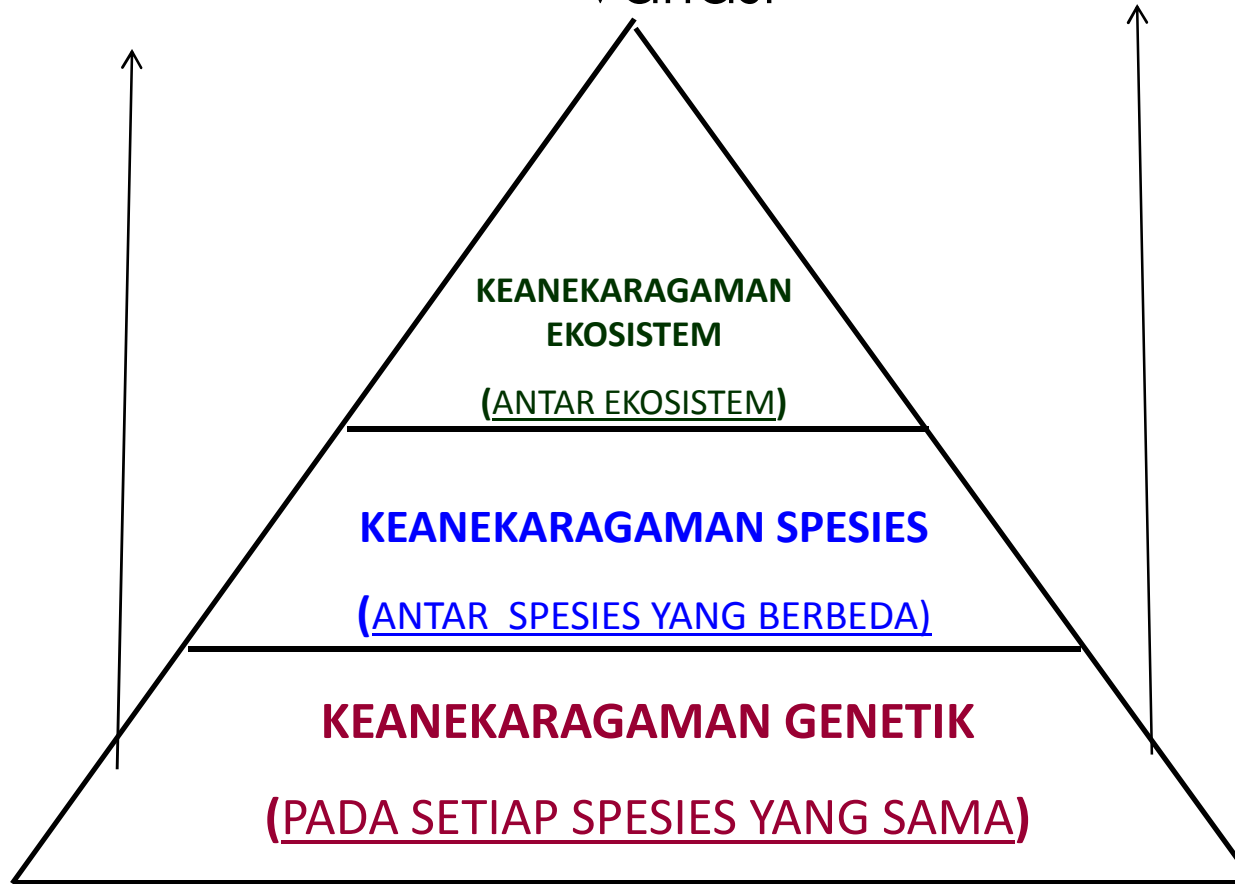 KEANEKARAGAMAN
EKOSISTEM
(ANTAR EKOSISTEM)
KEANEKARAGAMAN SPESIES
(ANTAR SPESIES YANG BERBEDA)
KEANEKARAGAMAN GENETIK
(PADA SETIAP SPESIES YANG SAMA)